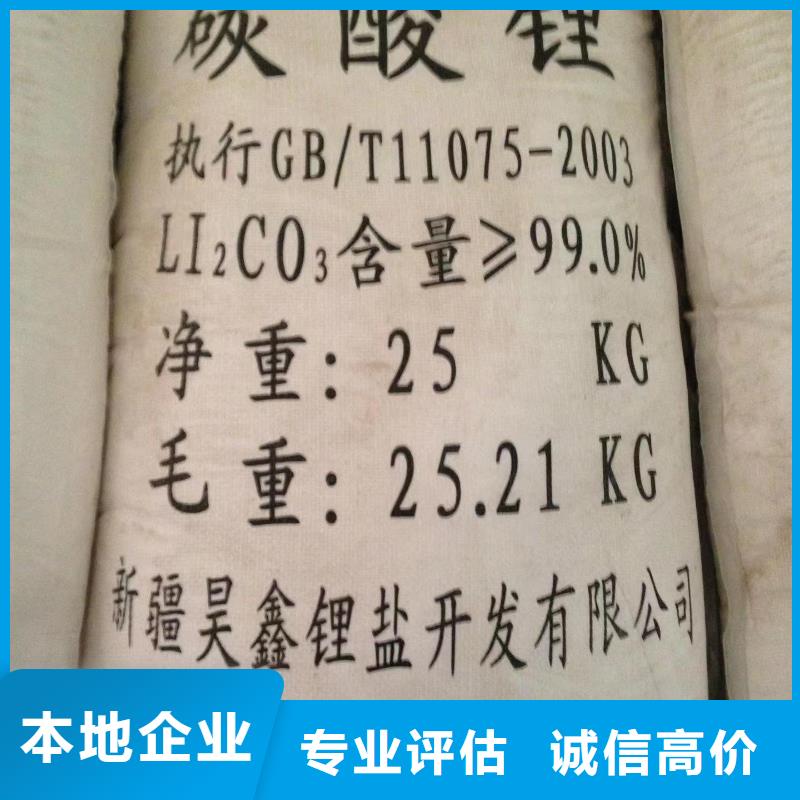 碳酸锂
执行GB/T11075-2003
LI₂CO₃含量≥99.0%
净重：25 KG
毛重：25.21 KG
新疆昊鑫锂盐开发有限公司
本地企业 专业评估 诚信高价